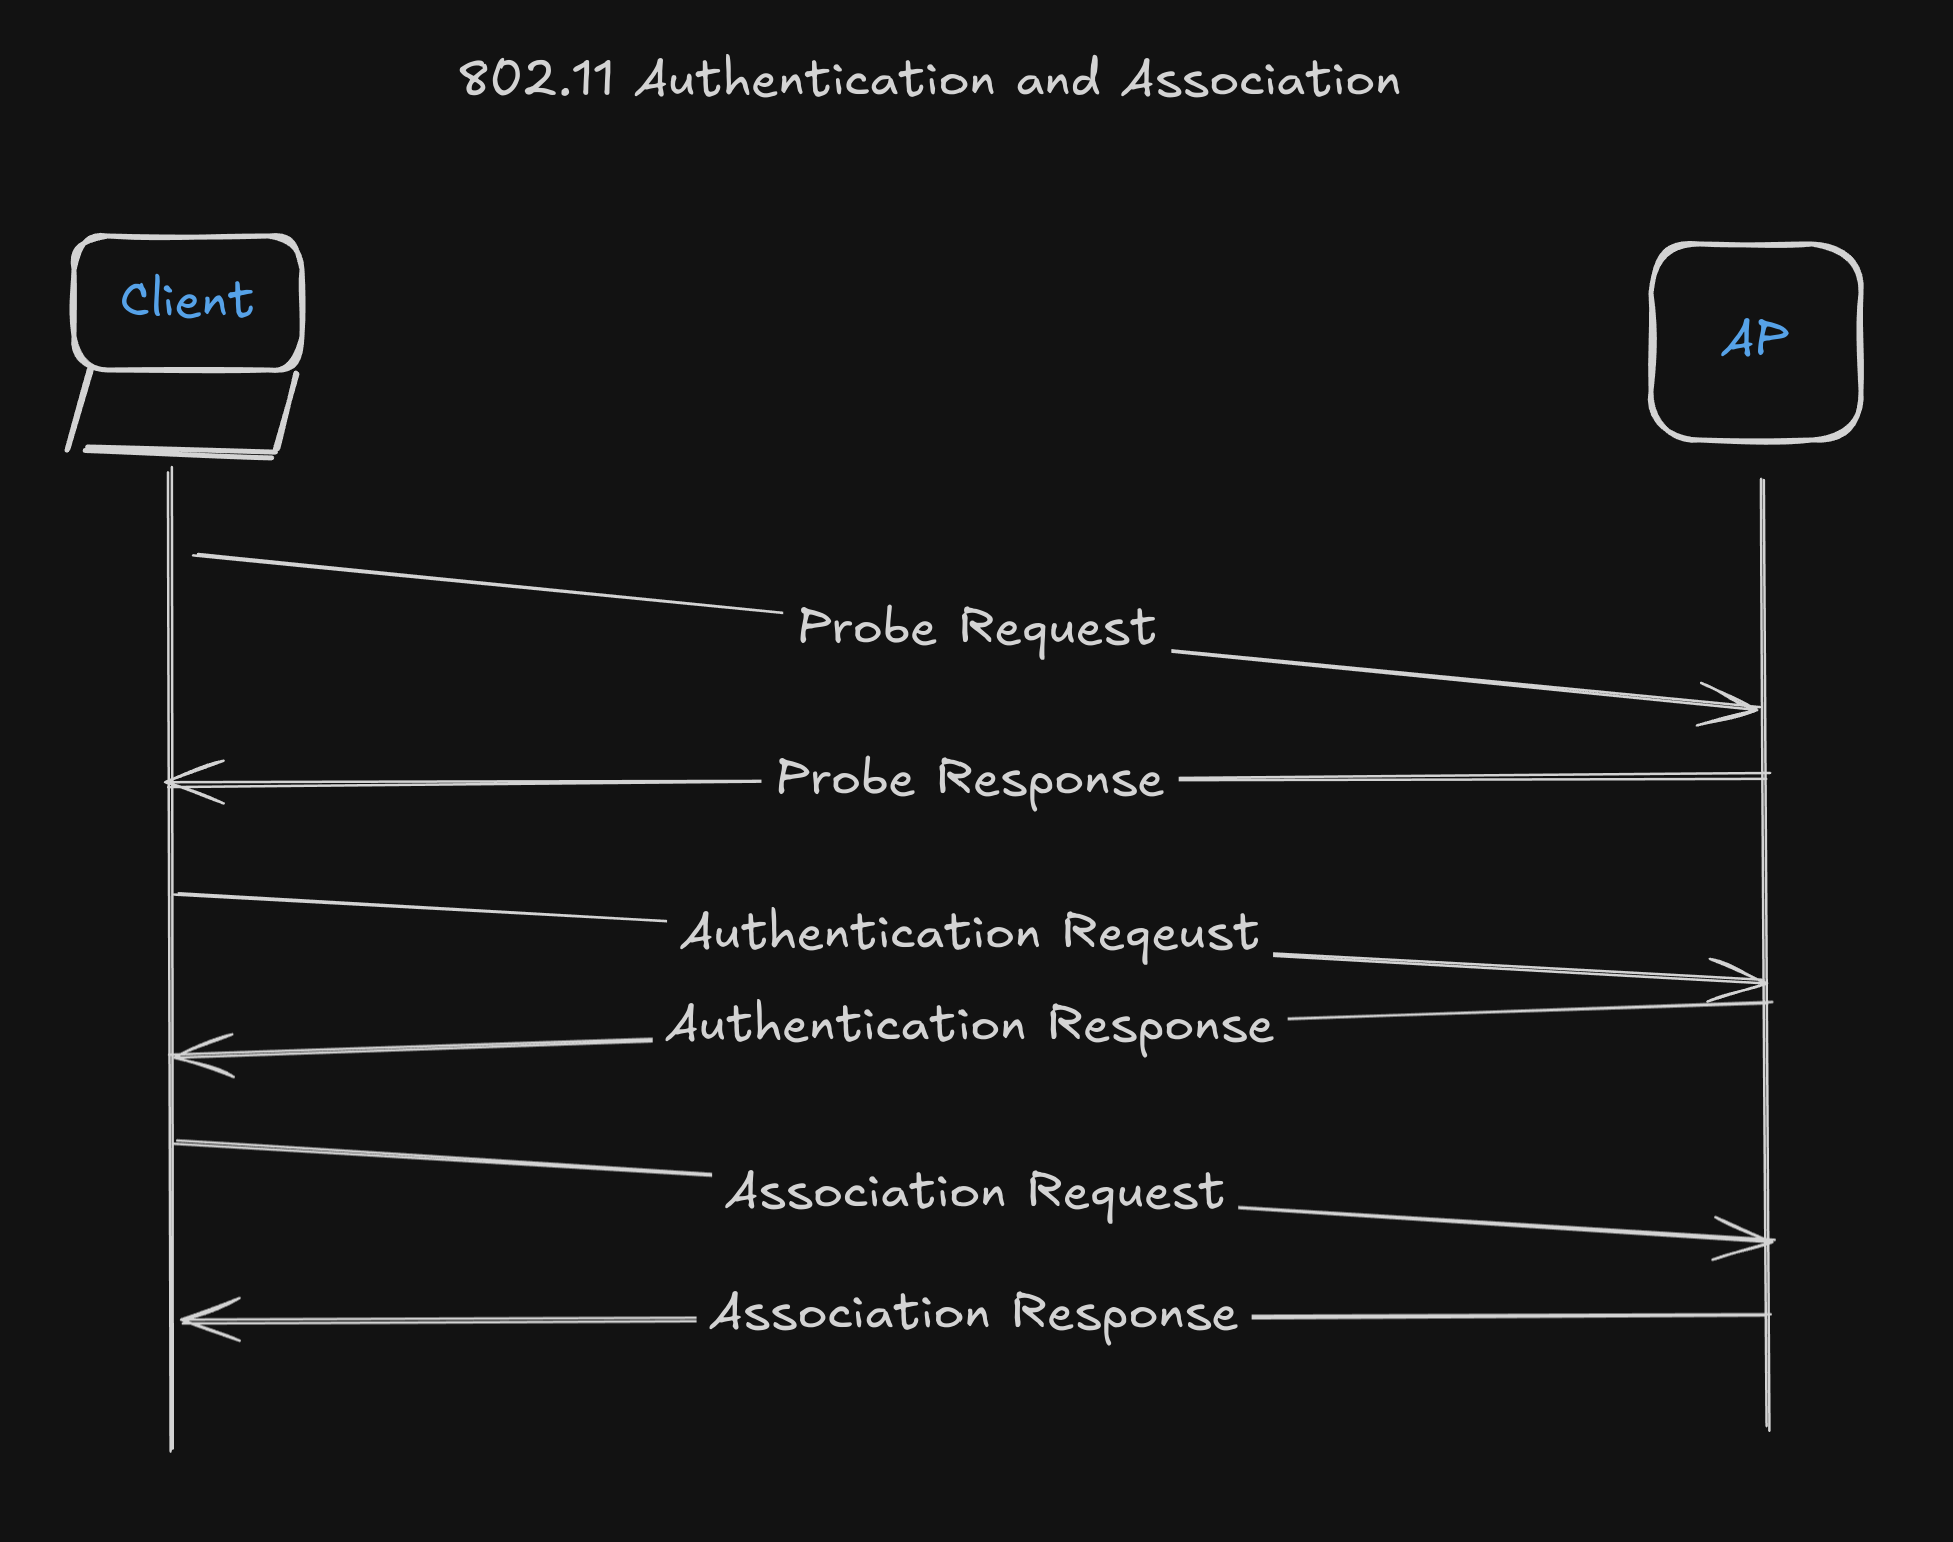 802.11 Authentication and Association
Client
AP
Probe Request
Probe Response
Authentication Reqeust
Authentication Response
Association Request
Association Response